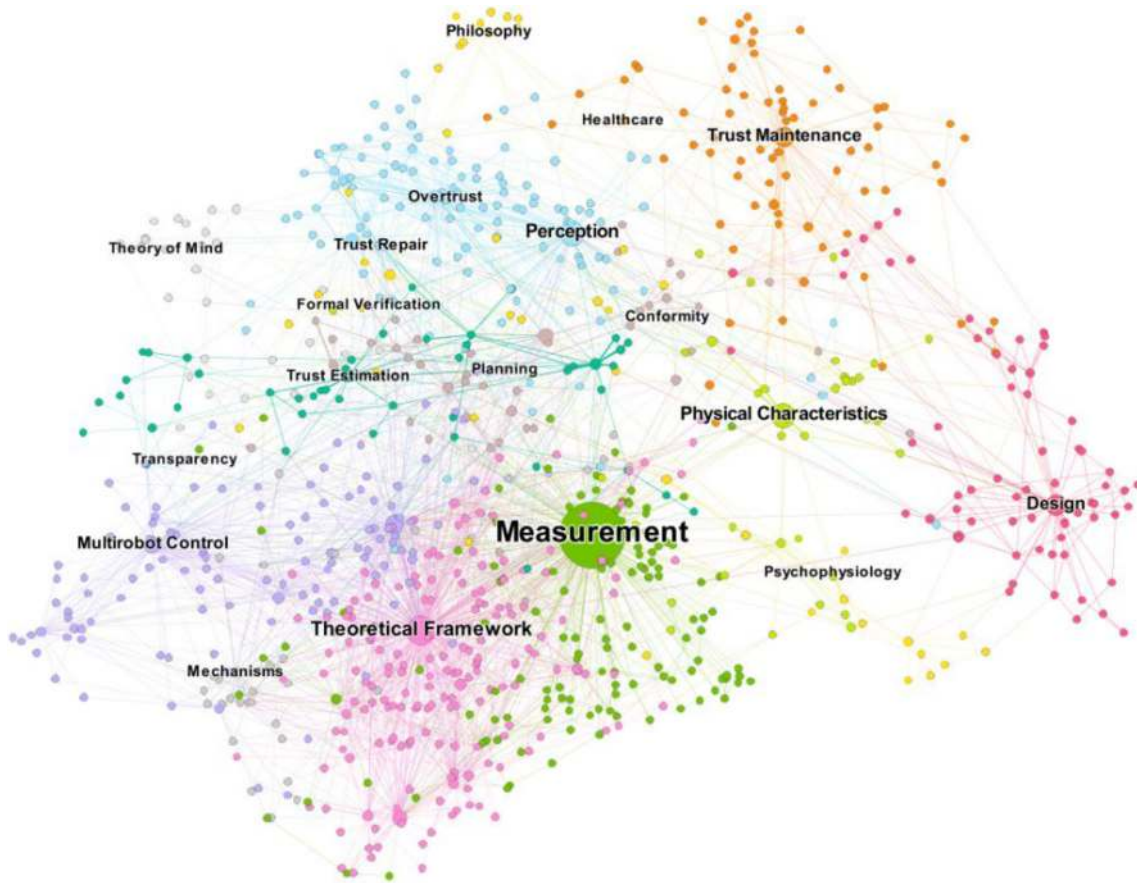 Philosophy
Healthcare
Trust Maintenance
Overtrust
Perception
Theory of Mind
Trust Repair
Formal Verification
Conformity
Trust Estimation
Planning
Physical Characteristics
Transparency
Design
Measurement
Multirobot Control
Psychophysiology
Theoretical Framework
Mechanisms